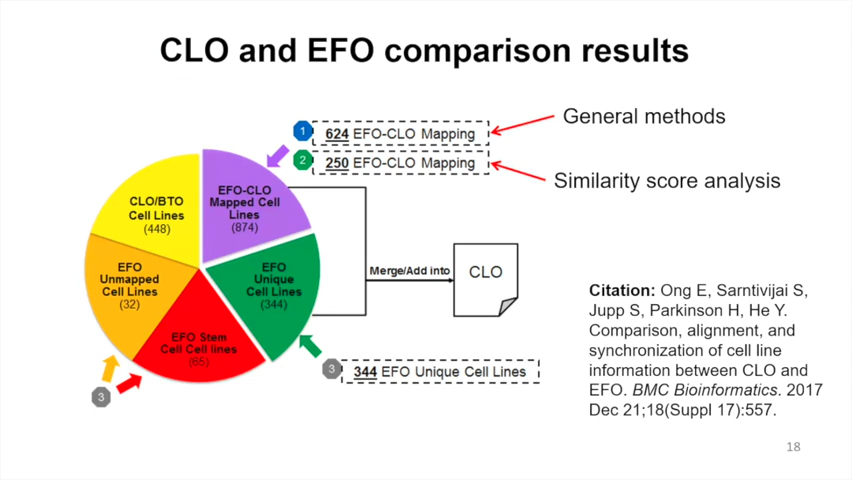 CLO and EFO comparison results
1
624 EFO-CLO Mapping
2
250 EFO-CLO Mapping
General methods
Similarity score analysis
CLO/BTO
Cell Lines
(448)
EFO-CLO
Mapped Cell
Lines
(874)
EFO
Unmapped
Cell Lines
(32)
EFO
Unique
Cell Lines
(344)
EFO Stem
Cell Cell lines
(65)
Merge/Add into
CLO
3
3
344 EFO Unique Cell Lines
Citation: Ong E, Sarntivijai S,
Jupp S, Parkinson H, He Y.
Comparison, alignment, and
synchronization of cell line
information between CLO and
EFO. BMC Bioinformatics. 2017
Dec 21;18(Suppl 17):557.
18